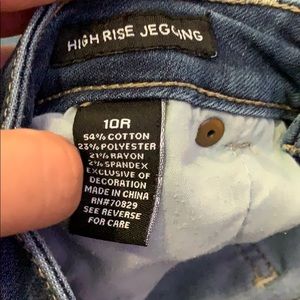 HIGH RISE JEGGING
10R
54% COTTON
23% POLYESTER
21% RAYON
2% SPANDEX
EXCLUSIVE OF
DECORATION
MADE IN CHINA
RN#70829
SEE REVERSE
FOR CARE